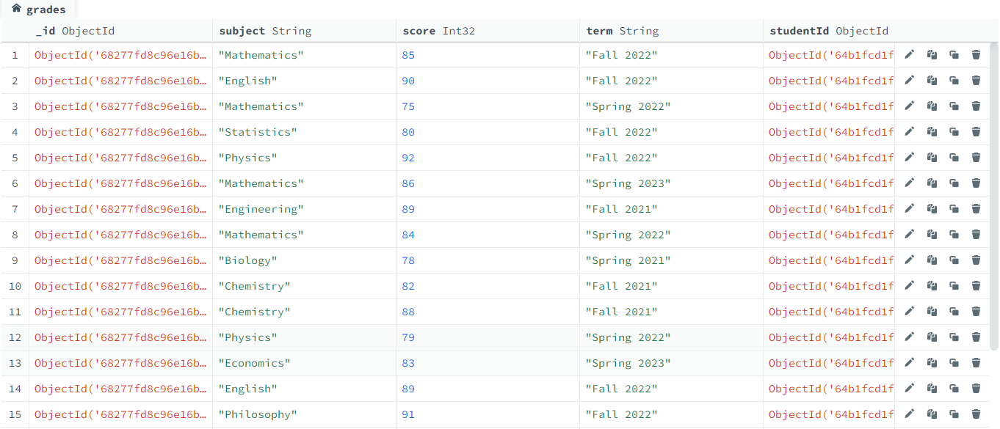 grades
_id ObjectId subject String score Int32 term String studentId ObjectId
1 ObjectId('68277fd8c96e16b… "Mathematics" 85 "Fall 2022" ObjectId('64b1fcd1f
2 ObjectId('68277fd8c96e16b… "English" 90 "Fall 2022" ObjectId('64b1fcd1f
3 ObjectId('68277fd8c96e16b… "Mathematics" 75 "Spring 2022" ObjectId('64b1fcd1f
4 ObjectId('68277fd8c96e16b… "Statistics" 80 "Fall 2022" ObjectId('64b1fcd1f
5 ObjectId('68277fd8c96e16b… "Physics" 92 "Fall 2022" ObjectId('64b1fcd1f
6 ObjectId('68277fd8c96e16b… "Mathematics" 86 "Spring 2023" ObjectId('64b1fcd1f
7 ObjectId('68277fd8c96e16b… "Engineering" 89 "Fall 2021" ObjectId('64b1fcd1f
8 ObjectId('68277fd8c96e16b… "Mathematics" 84 "Spring 2022" ObjectId('64b1fcd1f
9 ObjectId('68277fd8c96e16b… "Biology" 78 "Spring 2021" ObjectId('64b1fcd1f
10 ObjectId('68277fd8c96e16b… "Chemistry" 82 "Fall 2021" ObjectId('64b1fcd1f
11 ObjectId('68277fd8c96e16b… "Chemistry" 88 "Fall 2021" ObjectId('64b1fcd1f
12 ObjectId('68277fd8c96e16b… "Physics" 79 "Spring 2022" ObjectId('64b1fcd1f
13 ObjectId('68277fd8c96e16b… "Economics" 83 "Spring 2023" ObjectId('64b1fcd1f
14 ObjectId('68277fd8c96e16b… "English" 89 "Fall 2022" ObjectId('64b1fcd1f
15 ObjectId('68277fd8c96e16b… "Philosophy" 91 "Fall 2022" ObjectId('64b1fcd1f